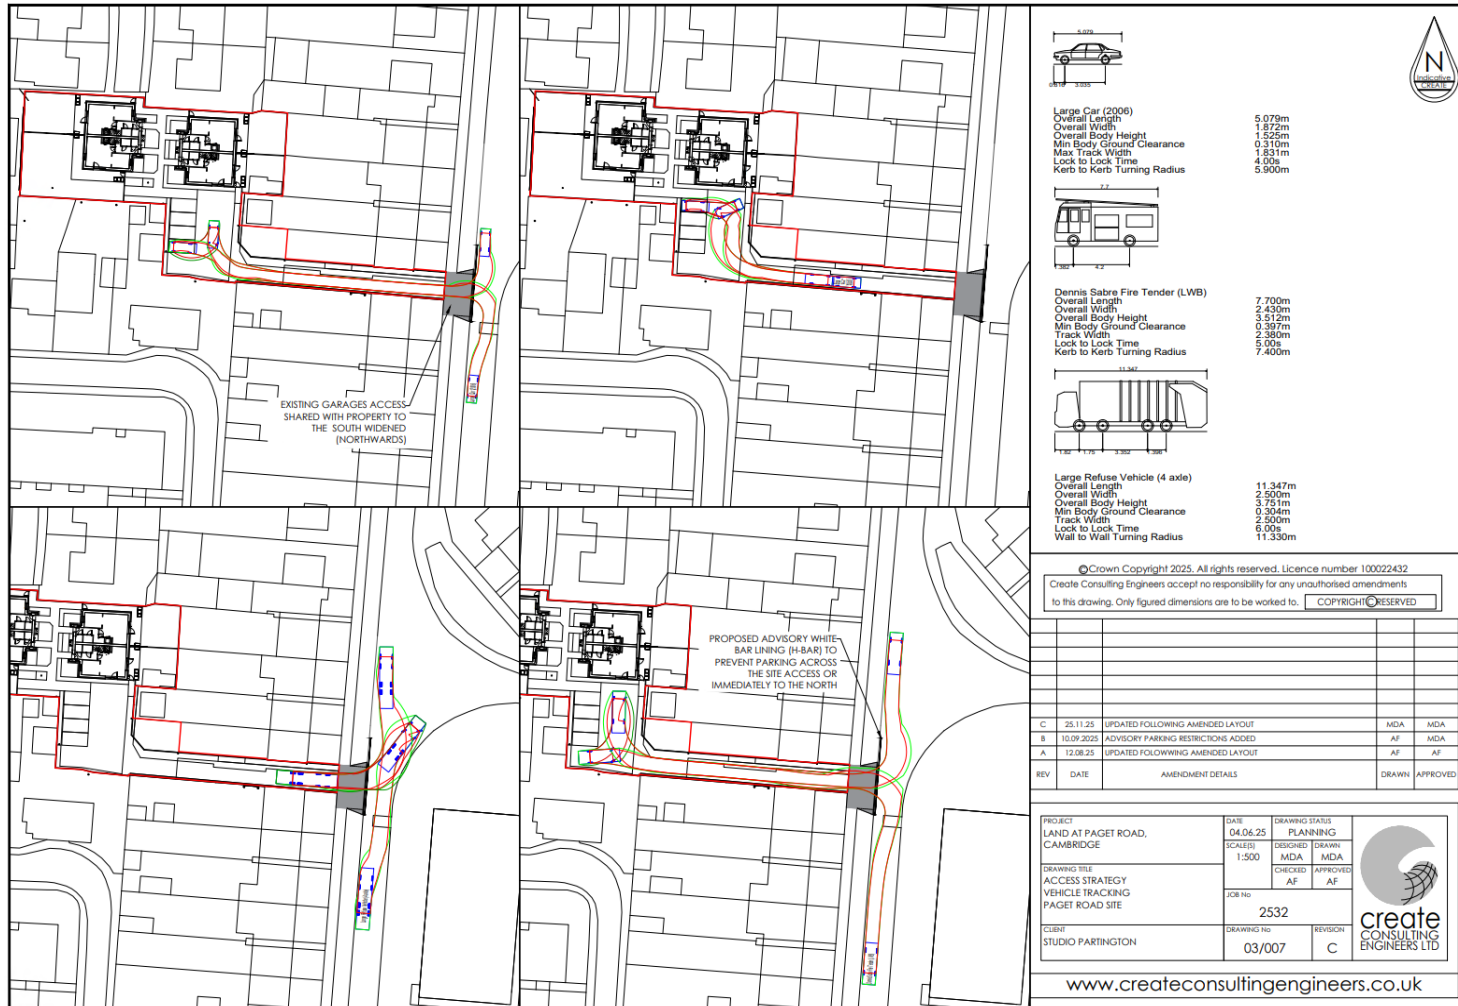 EXISTING GARAGES ACCESS
SHARED WITH PROPERTY TO
THE SOUTH WIDENED
(NORTHWARDS)
PROPOSED ADVISORY WHITE
BAR LINING (H-BAR) TO
PREVENT PARKING ACROSS
THE SITE ACCESS OR
IMMEDIATELY TO THE NORTH
N
Indicative
CREATE
5.079
3.035
Large Car (2006)
Overall Length 5.079m
Overall Width 1.872m
Overall Body Height 1.525m
Min Body Ground Clearance 0.310m
Max Track Width 1.831m
Lock to Lock Time 4.00s
Kerb to Kerb Turning Radius 5.900m
7.7
1.382 4.2
Dennis Sabre Fire Tender (LWB)
Overall Length 7.700m
Overall Width 2.430m
Overall Body Height 3.512m
Min Body Ground Clearance 0.397m
Track Width 2.380m
Lock to Lock Time 5.00s
Kerb to Kerb Turning Radius 7.400m
11.347
1.82 1.75 3.352 1.396
Large Refuse Vehicle (4 axle)
Overall Length 11.347m
Overall Width 2.500m
Overall Body Height 3.751m
Min Body Ground Clearance 0.304m
Track Width 2.500m
Lock to Lock Time 6.00s
Wall to Wall Turning Radius 11.330m
©Crown Copyright 2025. All rights reserved. Licence number 100022432
Create Consulting Engineers accept no responsibility for any unauthorised amendments
to this drawing. Only figured dimensions are to be worked to. COPYRIGHT © RESERVED
C 25.11.25 UPDATED FOLLOWING AMENDED LAYOUT MDA MDA
B 10.09.2025 ADVISORY PARKING RESTRICTIONS ADDED AF MDA
A 12.08.25 UPDATED FOLOWWING AMENDED LAYOUT AF AF
REV DATE AMENDMENT DETAILS DRAWN APPROVED
PROJECT
LAND AT PAGET ROAD,
CAMBRIDGE
DATE
04.06.25
DRAWING STATUS
PLANNING
SCALE(S)
1:500
DESIGNED
MDA
DRAWN
MDA
CHECKED
AF
APPROVED
AF
DRAWING TITLE
ACCESS STRATEGY
VEHICLE TRACKING
PAGET ROAD SITE
JOB No
2532
CLIENT
STUDIO PARTINGTON
DRAWING No
03/007
REVISION
C
create
CONSULTING
ENGINEERS LTD
www.createconsultingengineers.co.uk